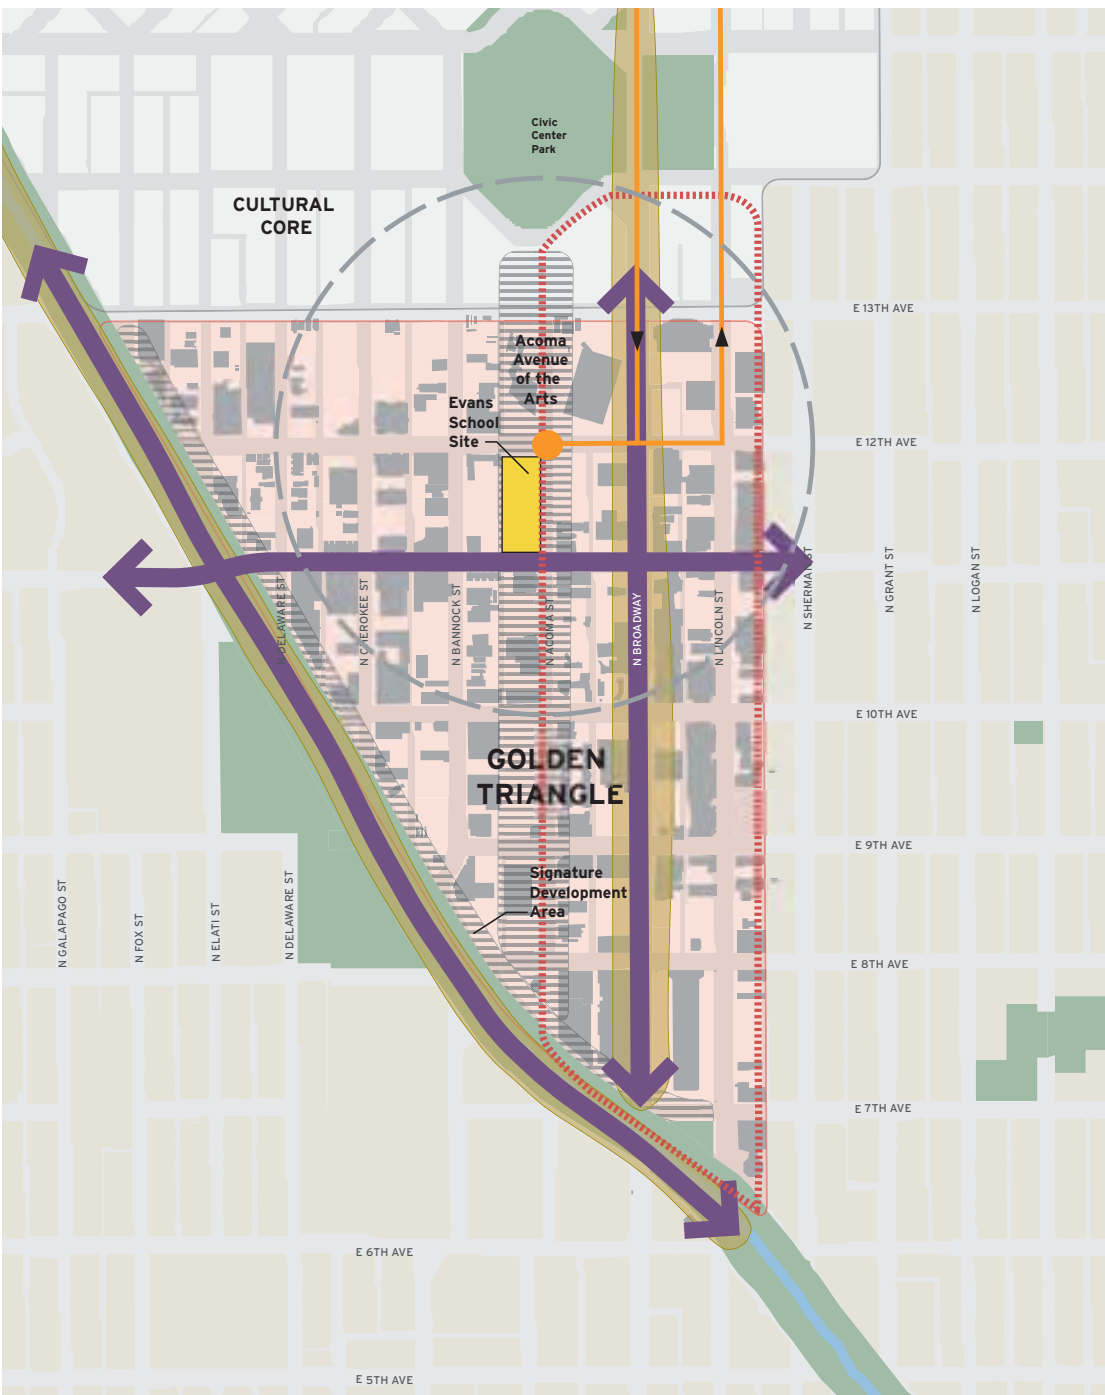 Civic
Center
Park
CULTURAL
CORE
E 13TH AVE
Acoma
Avenue
of the
Arts
Evans
School
Site
E 12TH AVE
N DELAWARE ST
N CHEROKEE ST
N BANNOCK ST
N ACOMA ST
N BROADWAY
N LINCOLN ST
N SHERMAN ST
N GRANT ST
N LOGAN ST
E 10TH AVE
GOLDEN
TRIANGLE
E 9TH AVE
Signature
Development
Area
N GALAPAGO ST
N FOX ST
N ELATI ST
N DELAWARE ST
E 8TH AVE
E 7TH AVE
E 6TH AVE
E 5TH AVE